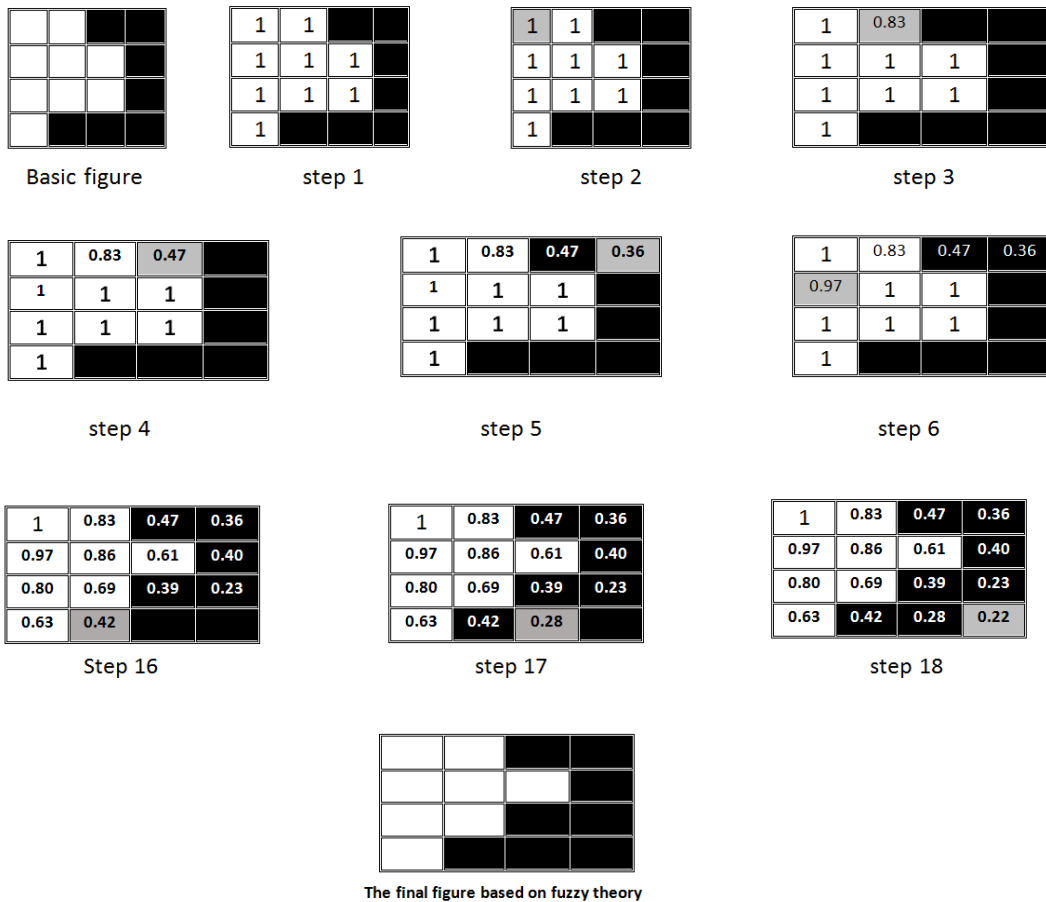 1 1
1 1 1
1 1 1
1
1 1
1 1 1
1 1 1
1
1 0.83
1 1 1
1 1 1
1
Basic figure
step 1
step 2
step 3
1 0.83 0.47
1 1 1
1 1 1
1
1 0.83 0.47 0.36
1 1 1
1 1 1
1
1 0.83 0.47 0.36
0.97 1 1
1 1 1
1
step 4
step 5
step 6
1 0.83 0.47 0.36
0.97 0.86 0.61 0.40
0.80 0.69 0.39 0.23
0.63 0.42
1 0.83 0.47 0.36
0.97 0.86 0.61 0.40
0.80 0.69 0.39 0.23
0.63 0.42 0.28
1 0.83 0.47 0.36
0.97 0.86 0.61 0.40
0.80 0.69 0.39 0.23
0.63 0.42 0.28 0.22
Step 16
step 17
step 18
The final figure based on fuzzy theory